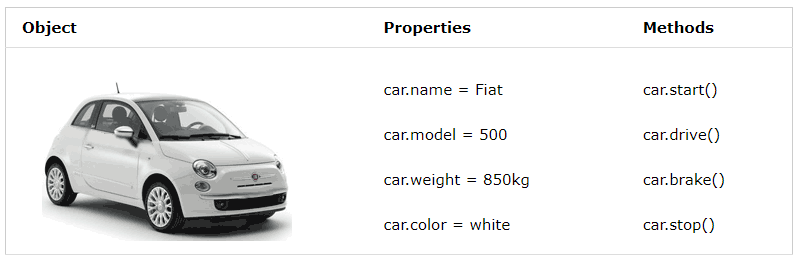 Object Properties Methods
car.name = Fiat car.start()
car.model = 500 car.drive()
car.weight = 850kg car.brake()
car.color = white car.stop()